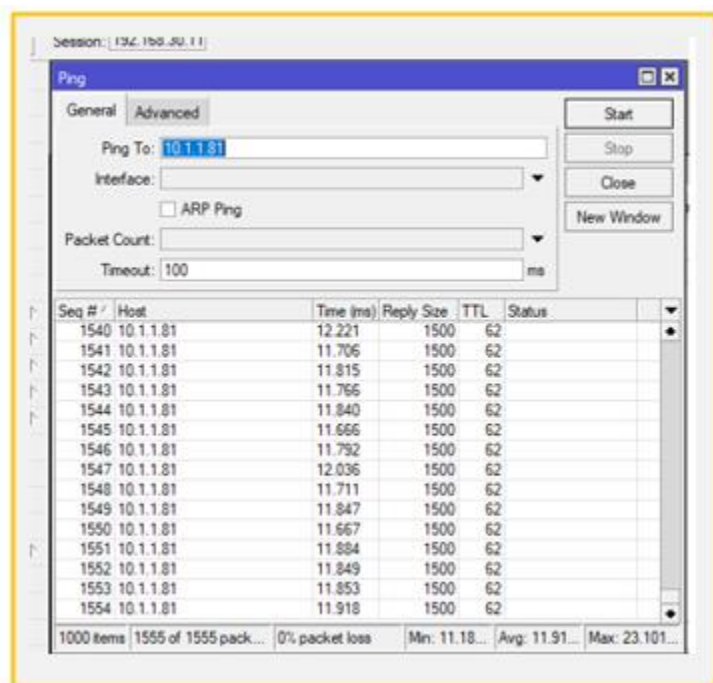 Session: 192.168.30.11
Ping
General Advanced
Start
Ping To: 10.1.1.81
Stop
Interface:
Close
ARP Ping
New Window
Packet Count:
Timeout: 100 ms
Seq # Host Time (ms) Reply Size TTL Status
1540 10.1.1.81 12.221 1500 62
1541 10.1.1.81 11.706 1500 62
1542 10.1.1.81 11.815 1500 62
1543 10.1.1.81 11.766 1500 62
1544 10.1.1.81 11.840 1500 62
1545 10.1.1.81 11.666 1500 62
1546 10.1.1.81 11.792 1500 62
1547 10.1.1.81 12.036 1500 62
1548 10.1.1.81 11.711 1500 62
1549 10.1.1.81 11.847 1500 62
1550 10.1.1.81 11.667 1500 62
1551 10.1.1.81 11.884 1500 62
1552 10.1.1.81 11.849 1500 62
1553 10.1.1.81 11.853 1500 62
1554 10.1.1.81 11.918 1500 62
1000 items 1555 of 1555 pack... 0% packet loss Min: 11.18... Avg: 11.91... Max: 23.101...